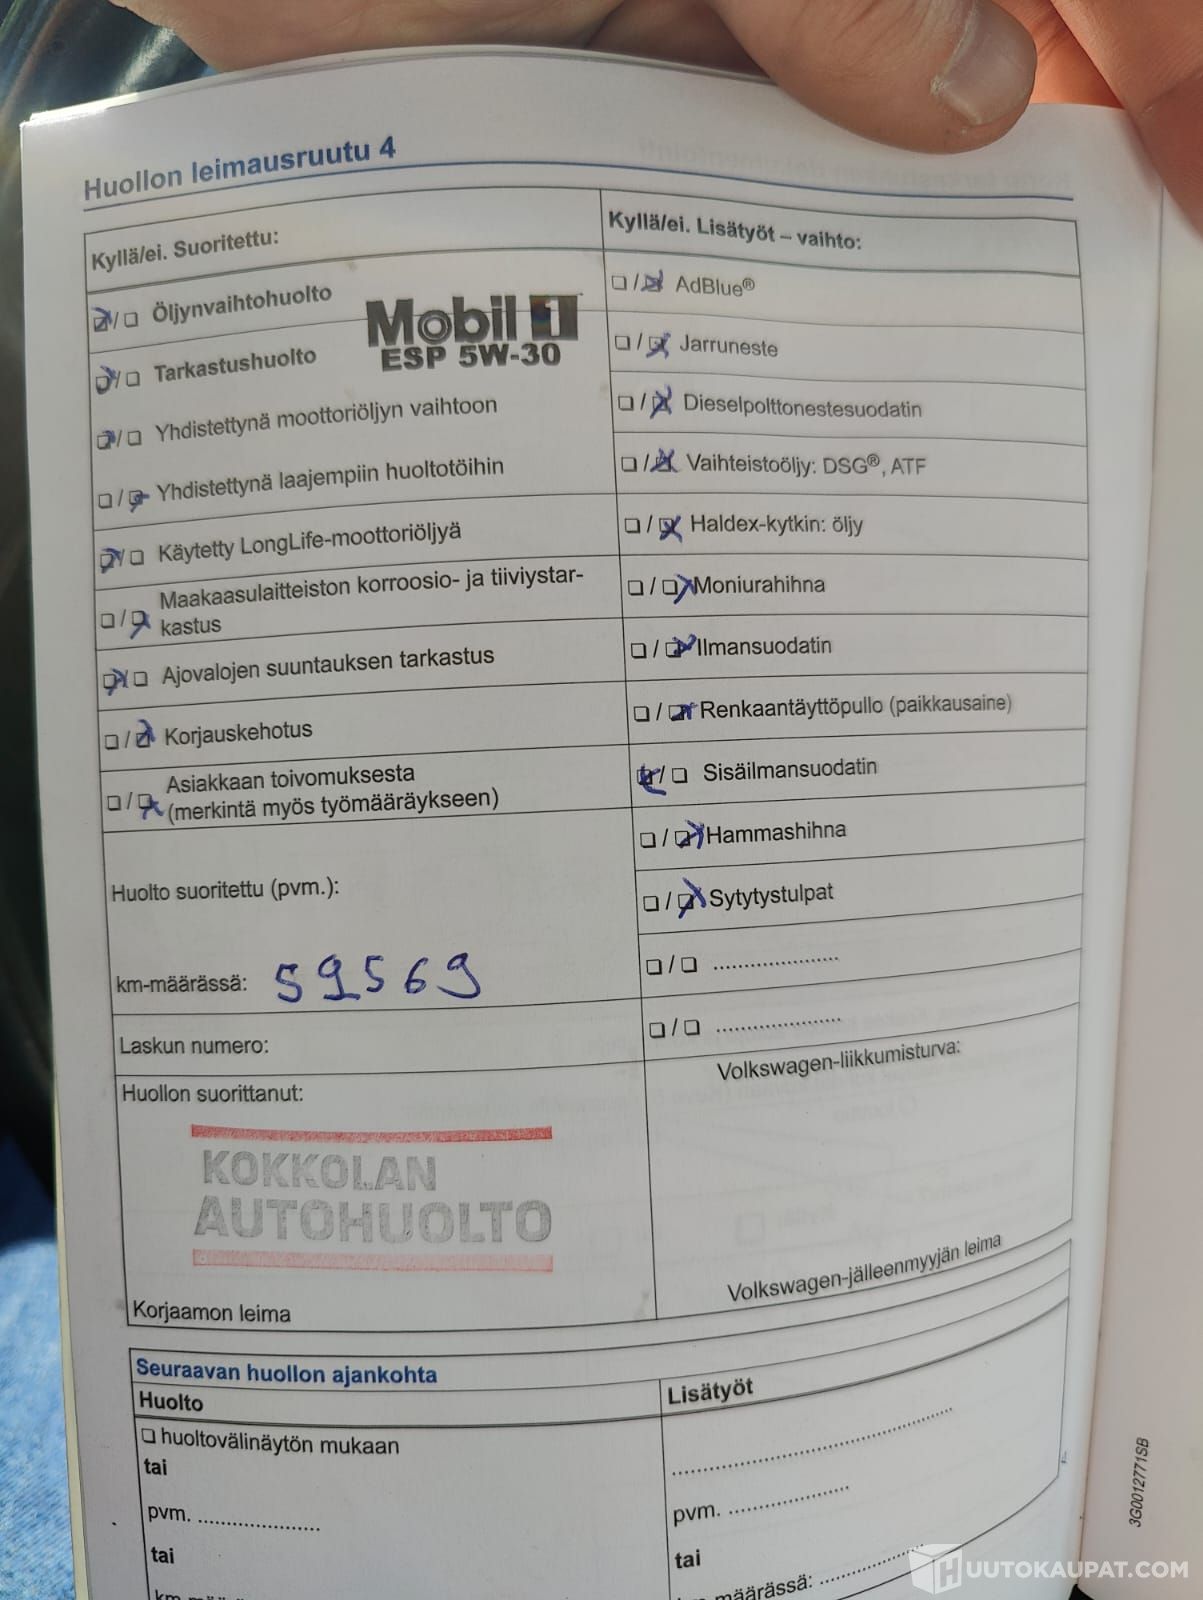 Huollon leimausruutu 4
Kyllä/ei. Suoritettu:
☒/☐ Öljynvaihtohuolto
Mobil 1
ESP 5W-30
☒/☐ Tarkastushuolto
☒/☐ Yhdistettynä moottoriöljyn vaihtoon
☐/☒ Yhdistettynä laajempiin huoltotöihin
☒/☐ Käytetty LongLife-moottoriöljyä
☐/☒ Maakaasulaitteiston korroosio- ja tiiviystar-
kastus
☒/☐ Ajovalojen suuntauksen tarkastus
☐/☒ Korjauskehotus
☐/☒ Asiakkaan toivomuksesta
(merkintä myös työmääräykseen)
Huolto suoritettu (pvm.):
km-määrässä: 59569
Laskun numero:
Huollon suorittanut:
KOKKOLAN
AUTOHUOLTO
Korjaamon leima
Kyllä/ei. Lisätyöt – vaihto:
☐/☒ AdBlue®
☐/☒ Jarruneste
☐/☒ Dieselpolttonestesuodatin
☐/☒ Vaihteistoöljy: DSG®, ATF
☐/☒ Haldex-kytkin: öljy
☐/☒ Moniurahihna
☐/☒ Ilmansuodatin
☐/☒ Renkaantäyttöpullo (paikkausaine)
☒/☐ Sisäilmansuodatin
☐/☒ Hammashihna
☐/☒ Sytytystulpat
☐/☐ .....................
☐/☐ .....................
Volkswagen-liikkumisturva:
Volkswagen-jälleenmyyjän leima
Seuraavan huollon ajankohta
Huolto
☐ huoltovälinäytön mukaan
tai
pvm. .....................
tai
km-määrässä:
Lisätyöt
................................................
pvm. .....................
tai
määrässä: .....................
3G0012771SB
HUUTOKAUPAT.COM